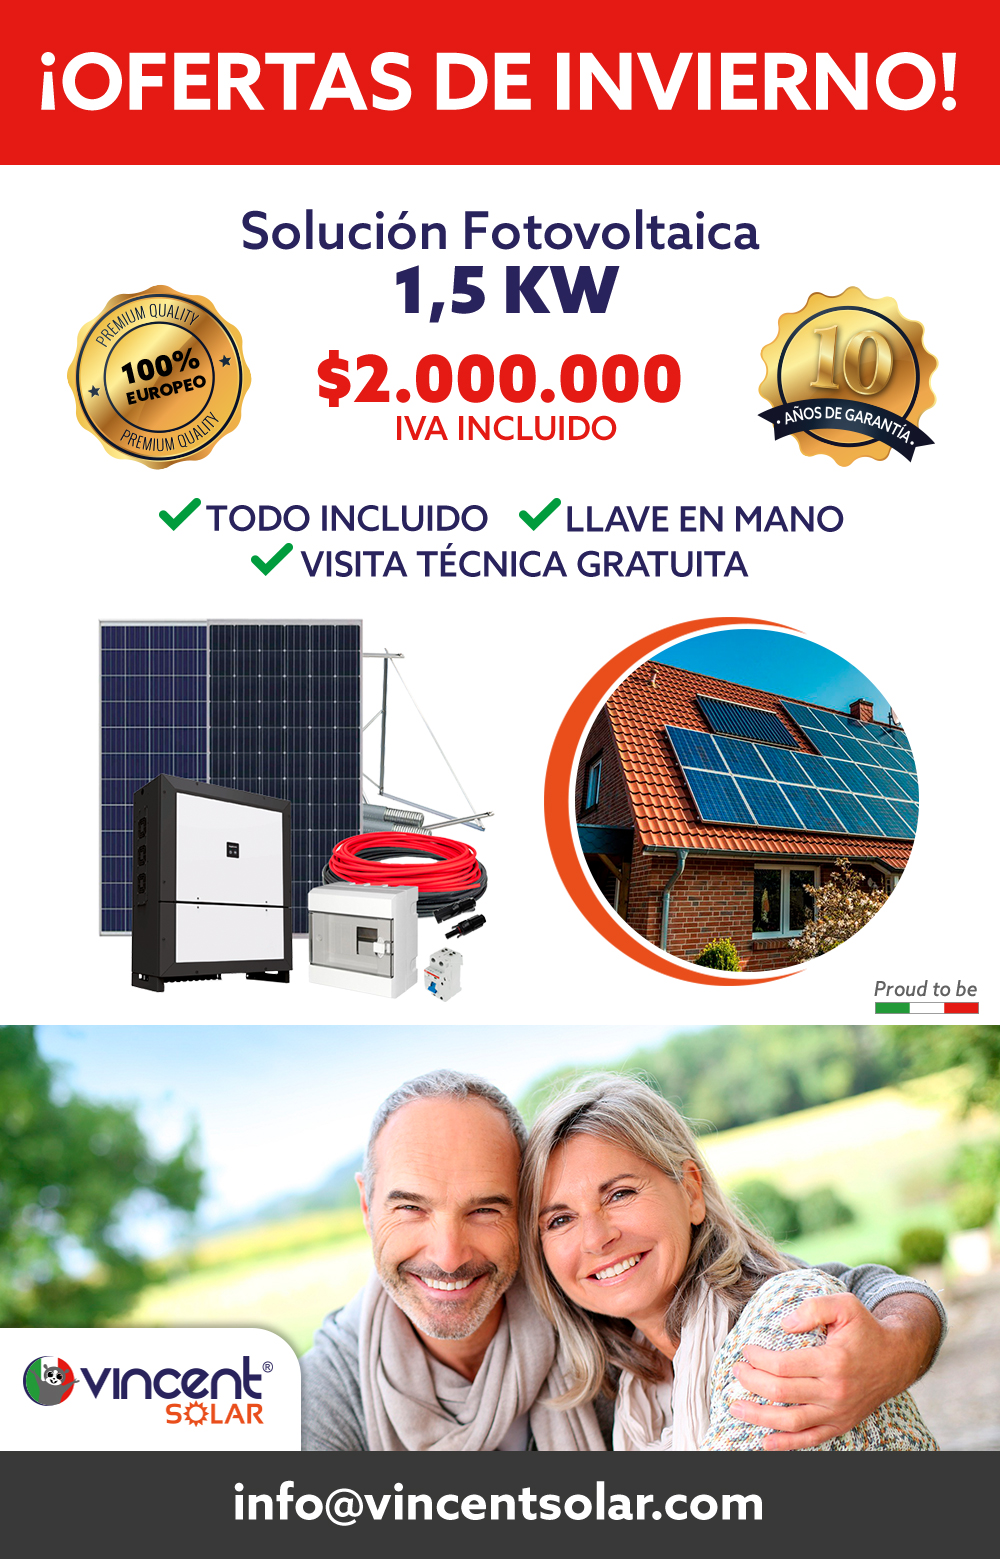 ¡OFERTAS DE INVIERNO!
Solución Fotovoltaica
1,5 KW
PREMIUM QUALITY
100%
EUROPEO
PREMIUM QUALITY
$2.000.000
IVA INCLUIDO
10
AÑOS DE GARANTÍA
TODO INCLUIDO
LLAVE EN MANO
VISITA TÉCNICA GRATUITA
Proud to be
vincent®
SOLAR
info@vincentsolar.com